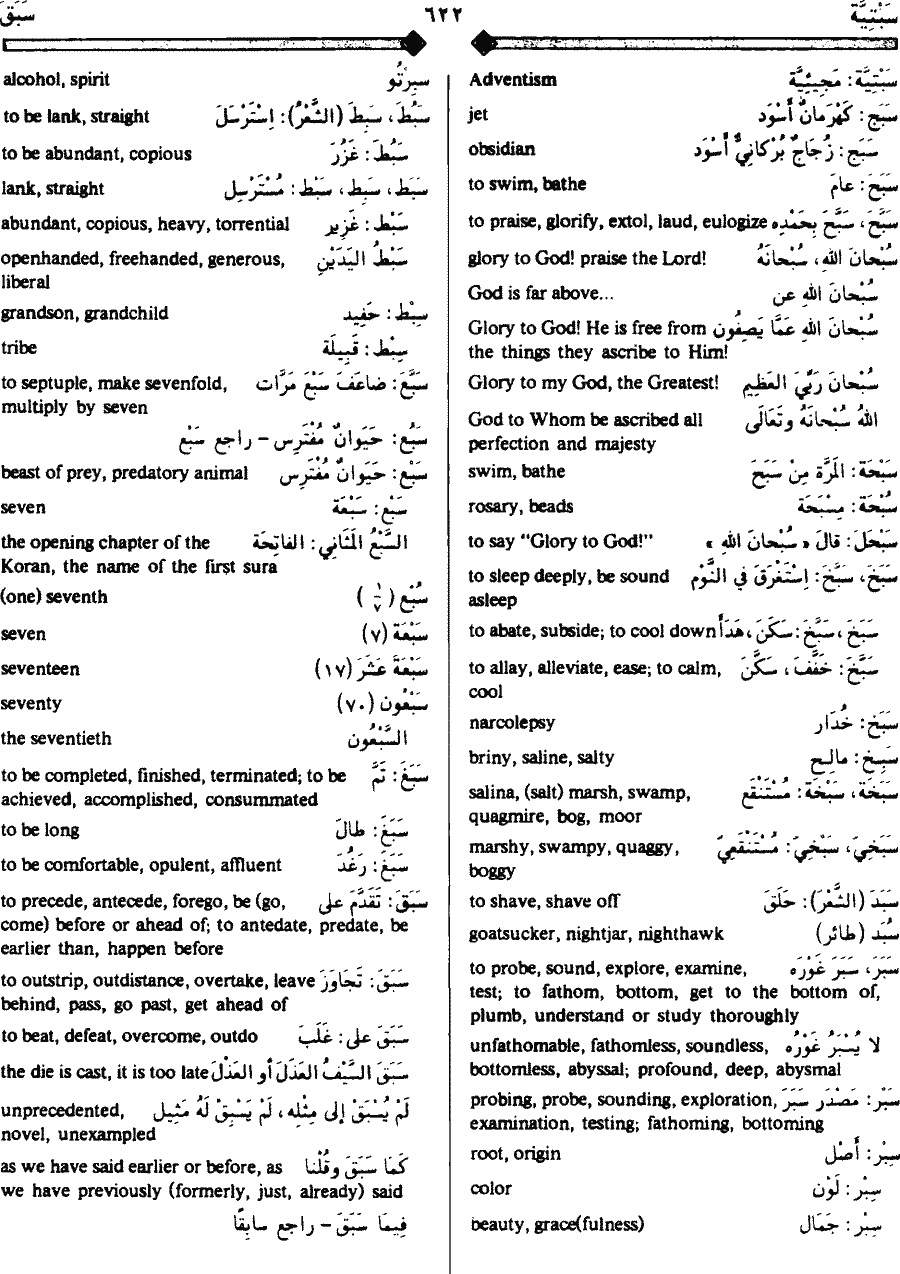 سَبْتِيَّة ٦٢٢ سَبَقَ
سَبْتِيَّة: مَجِيئِيَّة Adventism
سَبَج: كَهْرَمانٌ أَسْوَد jet
سَبَج: زُجَاجٌ بُرْكانِيٌّ أَسْوَد obsidian
سَبَحَ: عَامَ to swim, bathe
سَبَّحَ، سَبَّحَ بِحَمْدِهِ to praise, glorify, extol, laud, eulogize
سُبْحانَ اللهِ، سُبْحانَهُ glory to God! praise the Lord!
سُبْحانَ اللهِ عن God is far above...
سُبْحانَ اللهِ عَمَّا يَصِفُون Glory to God! He is free from
the things they ascribe to Him!
سُبْحانَ رَبِّيَ العَظِيم Glory to my God, the Greatest!
اللهُ سُبْحانَهُ وتَعَالَى God to Whom be ascribed all
perfection and majesty
سَبْحَة: المَرَّة مِنْ سَبَحَ swim, bathe
سُبْحَة: مِسْبَحَة rosary, beads
سَبْحَلَ: قالَ «سُبْحانَ اللهِ» to say "Glory to God!"
سَبَخَ، سَبَّخَ: إسْتَغْرَقَ في النَّوْم to sleep deeply, be sound
asleep
سَبَخَ، سَبَّخَ: سَكَنَ، هَدَأَ to abate, subside; to cool down
سَبَّخَ: خَفَّفَ، سَكَّنَ to allay, alleviate, ease; to calm,
cool
سَبَخ: خُدَار narcolepsy
سَبِخ: مالِح briny, saline, salty
سَبَخَة، سَبْخَة: مُسْتَنْقَع salina, (salt) marsh, swamp,
quagmire, bog, moor
سَبَخِيّ، سَبْخِيّ: مُسْتَنْقَعِيّ marshy, swampy, quaggy,
boggy
سَبَدَ (الشَّعْرَ): حَلَقَ to shave, shave off
سُبَد (طائر) goatsucker, nightjar, nighthawk
سَبَرَ، سَبَرَ غَوْرَهُ to probe, sound, explore, examine,
test; to fathom, bottom, get to the bottom of,
plumb, understand or study thoroughly
لا يُسْبَرُ غَوْرُهُ unfathomable, fathomless, soundless,
bottomless, abyssal; profound, deep, abysmal
سَبْر: مَصْدَر سَبَرَ probing, probe, sounding, exploration,
examination, testing; fathoming, bottoming
سِبْر: أَصْل root, origin
سِبْر: لَوْن color
سِبْر: جَمَال beauty, grace(fulness)
سبِرْتُو alcohol, spirit
سَبُطَ، سَبِطَ (الشَّعْرُ): إسْتَرْسَلَ to be lank, straight
سَبُطَ: غَزُرَ to be abundant, copious
سَبَط، سَبِط، سَبْط: مُسْتَرْسِل lank, straight
سَبْط: غَزِير abundant, copious, heavy, torrential
سَبْطُ اليَدَيْن openhanded, freehanded, generous,
liberal
سِبْط: حَفِيد grandson, grandchild
سِبْط: قَبِيلَة tribe
سَبَّعَ: ضاعَفَ سَبْعَ مَرَّات to septuple, make sevenfold,
multiply by seven
سَبُع: حَيَوانٌ مُفْتَرِس - راجع سَبْع
سَبْع: حَيَوانٌ مُفْتَرِس beast of prey, predatory animal
سَبْع: سَبْعَة seven
السَّبْعُ المَثَانِي: الفاتِحَة the opening chapter of the
Koran, the name of the first sura
سُبْع (١/٧) (one) seventh
سَبْعَة (٧) seven
سَبْعَةَ عَشَرَ (١٧) seventeen
سَبْعُون (٧٠) seventy
السَّبْعُون the seventieth
سَبَغَ: تَمَّ to be completed, finished, terminated; to be
achieved, accomplished, consummated
سَبَغَ: طالَ to be long
سَبَغَ: رَغُدَ to be comfortable, opulent, affluent
سَبَقَ: تَقَدَّمَ على to precede, antecede, forego, be (go,
come) before or ahead of; to antedate, predate, be
earlier than, happen before
سَبَقَ: تَجَاوَزَ to outstrip, outdistance, overtake, leave
behind, pass, go past, get ahead of
سَبَقَ على: غَلَبَ to beat, defeat, overcome, outdo
سَبَقَ السَّيْفُ العَذَلَ أو العَذْلَ the die is cast, it is too late
لَمْ يُسْبَقْ إلى مِثْلِهِ، لَمْ يَسْبِقْ لَهُ مَثِيل unprecedented,
novel, unexampled
كَمَا سَبَقَ وقُلْنا as we have said earlier or before, as
we have previously (formerly, just, already) said
فِيمَا سَبَقَ - راجع سابِقًا